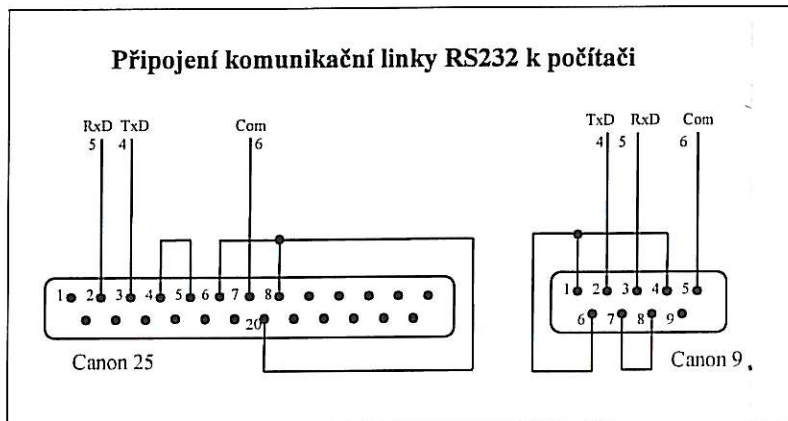 Připojení komunikační linky RS232 k počítači
RxD TxD Com
5 4 6
TxD RxD Com
4 5 6
1 2 3 4 5 6 7 8
20
Canon 25
1 2 3 4 5
6 7 8 9
Canon 9